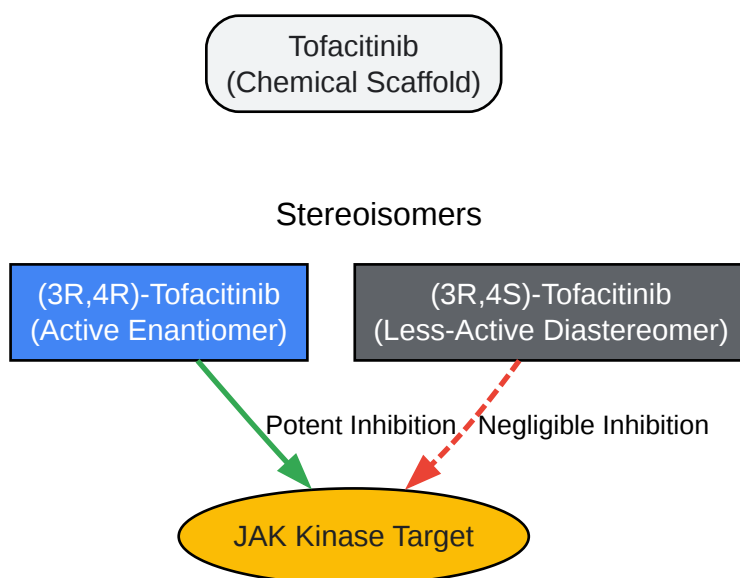 Tofacitinib
(Chemical Scaffold)
Stereoisomers
(3R,4R)-Tofacitinib
(Active Enantiomer)
(3R,4S)-Tofacitinib
(Less-Active Diastereomer)
Potent Inhibition
Negligible Inhibition
JAK Kinase Target